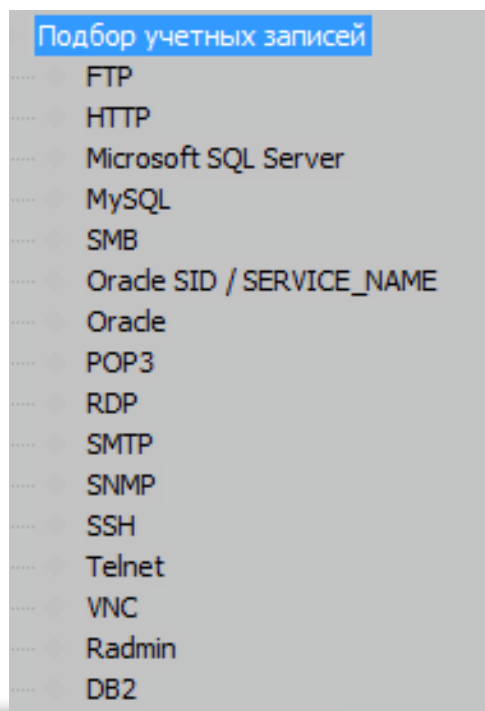 Подбор учетных записей
FTP
HTTP
Microsoft SQL Server
MySQL
SMB
Oracle SID / SERVICE_NAME
Oracle
POP3
RDP
SMTP
SNMP
SSH
Telnet
VNC
Radmin
DB2